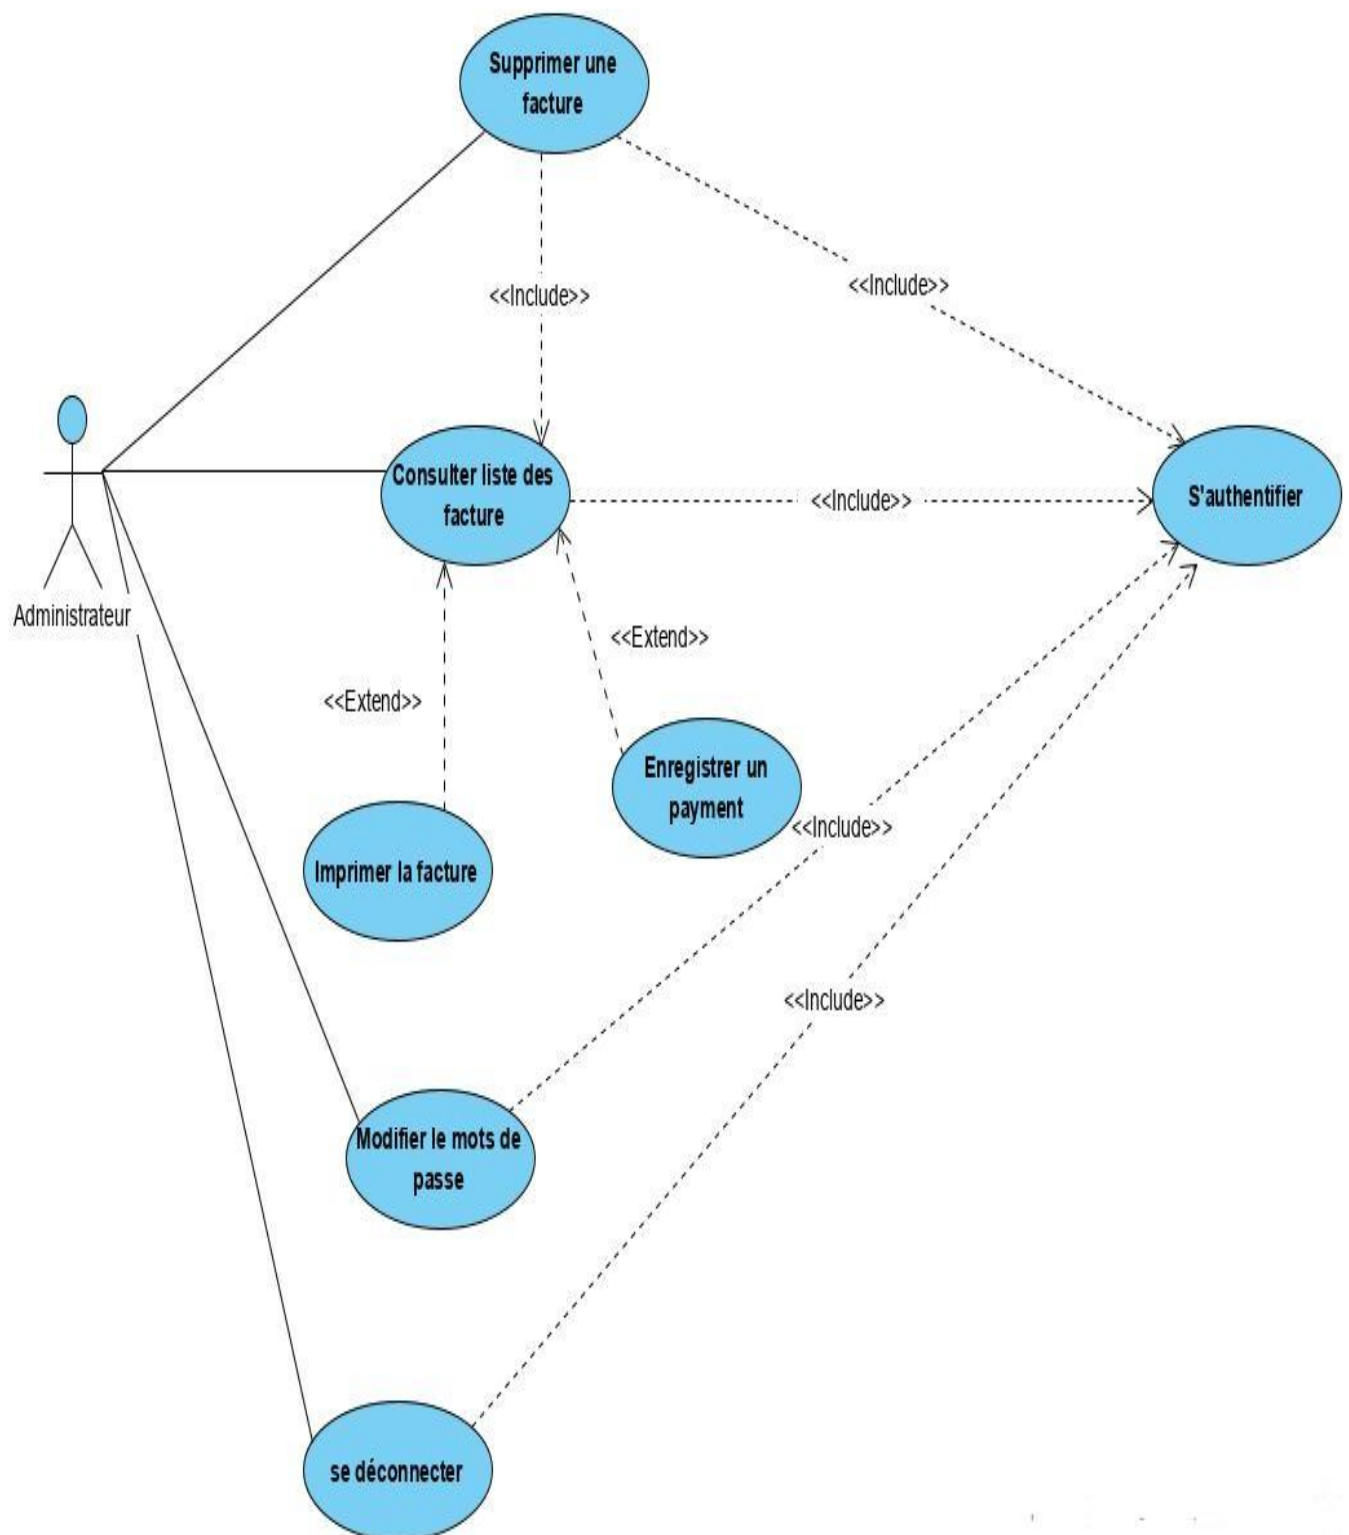 Supprimer une
facture
<<Include>>
<<Include>>
Consulter liste des
facture
<<Include>>
S'authentifier
Administrateur
<<Extend>>
<<Extend>>
Enregistrer un
payment
<<Include>>
Imprimer la facture
<<Include>>
Modifier le mots de
passe
se déconnecter